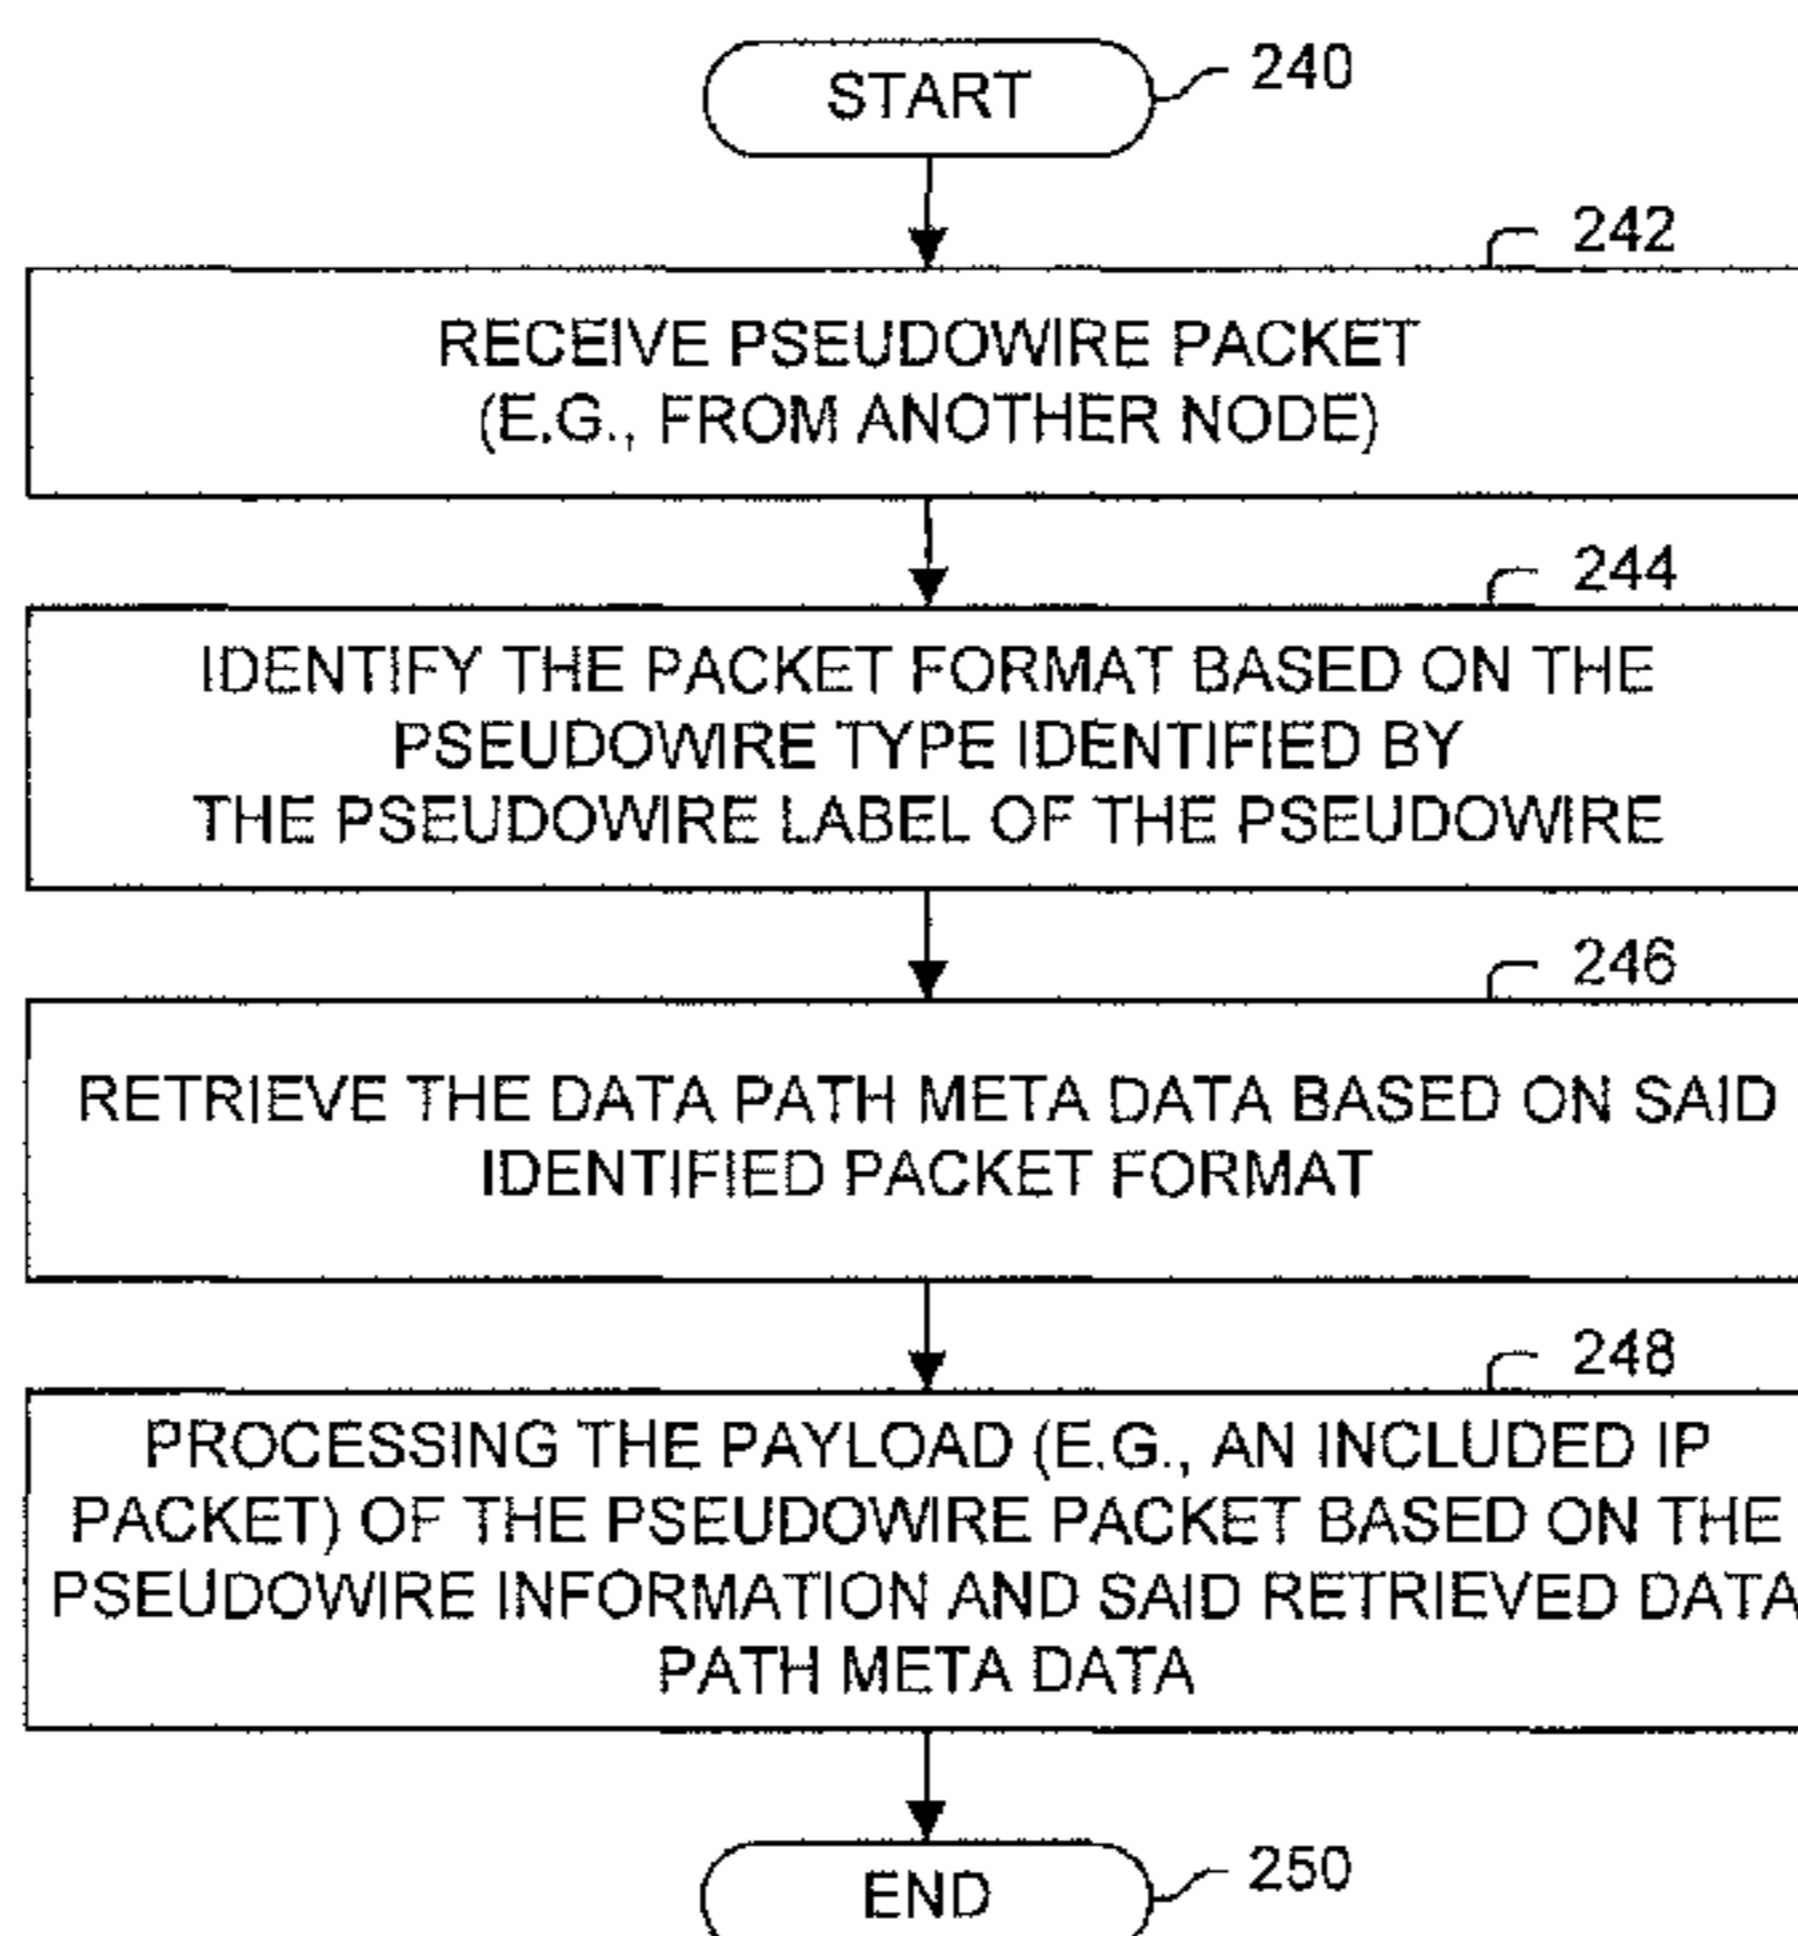 START
240
242
RECEIVE PSEUDOWIRE PACKET
(E.G., FROM ANOTHER NODE)
244
IDENTIFY THE PACKET FORMAT BASED ON THE
PSEUDOWIRE TYPE IDENTIFIED BY
THE PSEUDOWIRE LABEL OF THE PSEUDOWIRE
246
RETRIEVE THE DATA PATH META DATA BASED ON SAID
IDENTIFIED PACKET FORMAT
248
PROCESSING THE PAYLOAD (E.G., AN INCLUDED IP
PACKET) OF THE PSEUDOWIRE PACKET BASED ON THE
PSEUDOWIRE INFORMATION AND SAID RETRIEVED DATA
PATH META DATA
END
250